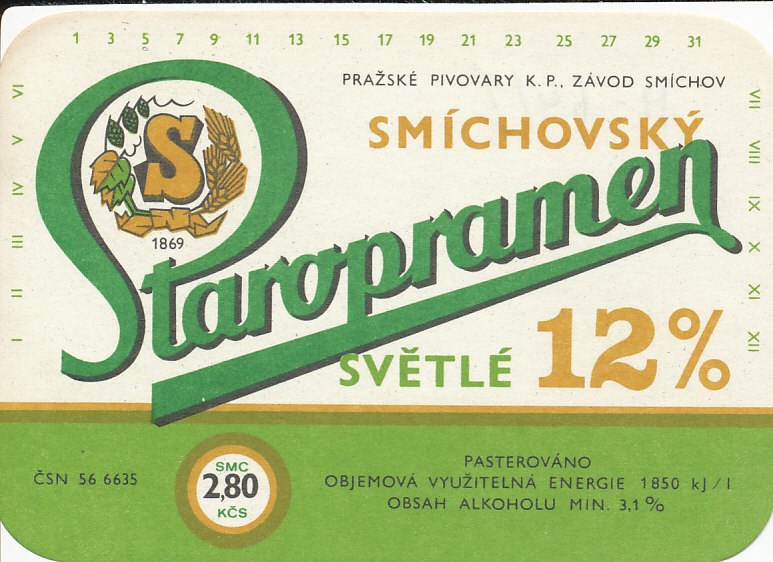 1 3 5 7 9 11 13 15 17 19 21 23 25 27 29 31
PRAŽSKÉ PIVOVARY K.P., ZÁVOD SMÍCHOV
SMÍCHOVSKÝ
S
1869
Staropramen
SVĚTLÉ 12%
I II III IV V VI
VII VIII IX X XI XII
ČSN 56 6635
SMC
2,80
KČS
PASTEROVÁNO
OBJEMOVÁ VYUŽITELNÁ ENERGIE 1850 kJ/l
OBSAH ALKOHOLU MIN. 3,1%